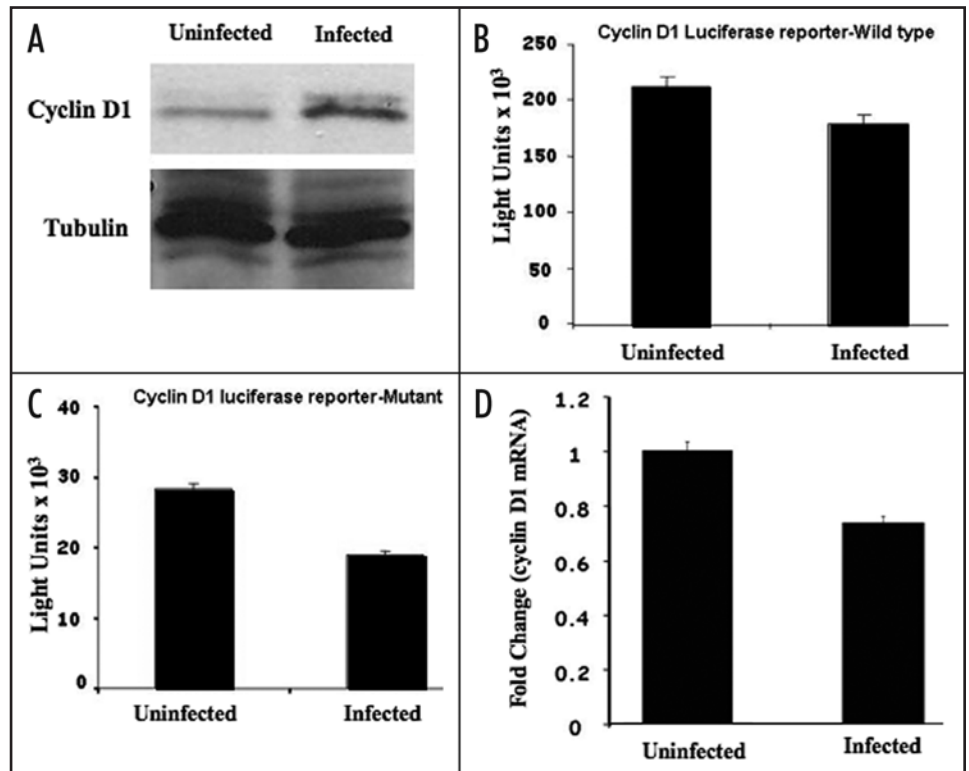 A
Uninfected Infected
Cyclin D1
Tubulin
B
Cyclin D1 Luciferase reporter-Wild type
Light Units x 10³
250
200
150
100
50
0
Uninfected Infected
C
Cyclin D1 luciferase reporter-Mutant
Light Units x 10³
40
30
20
10
0
Uninfected Infected
D
Fold Change (cyclin D1 mRNA)
1.2
1
0.8
0.6
0.4
0.2
0
Uninfected Infected